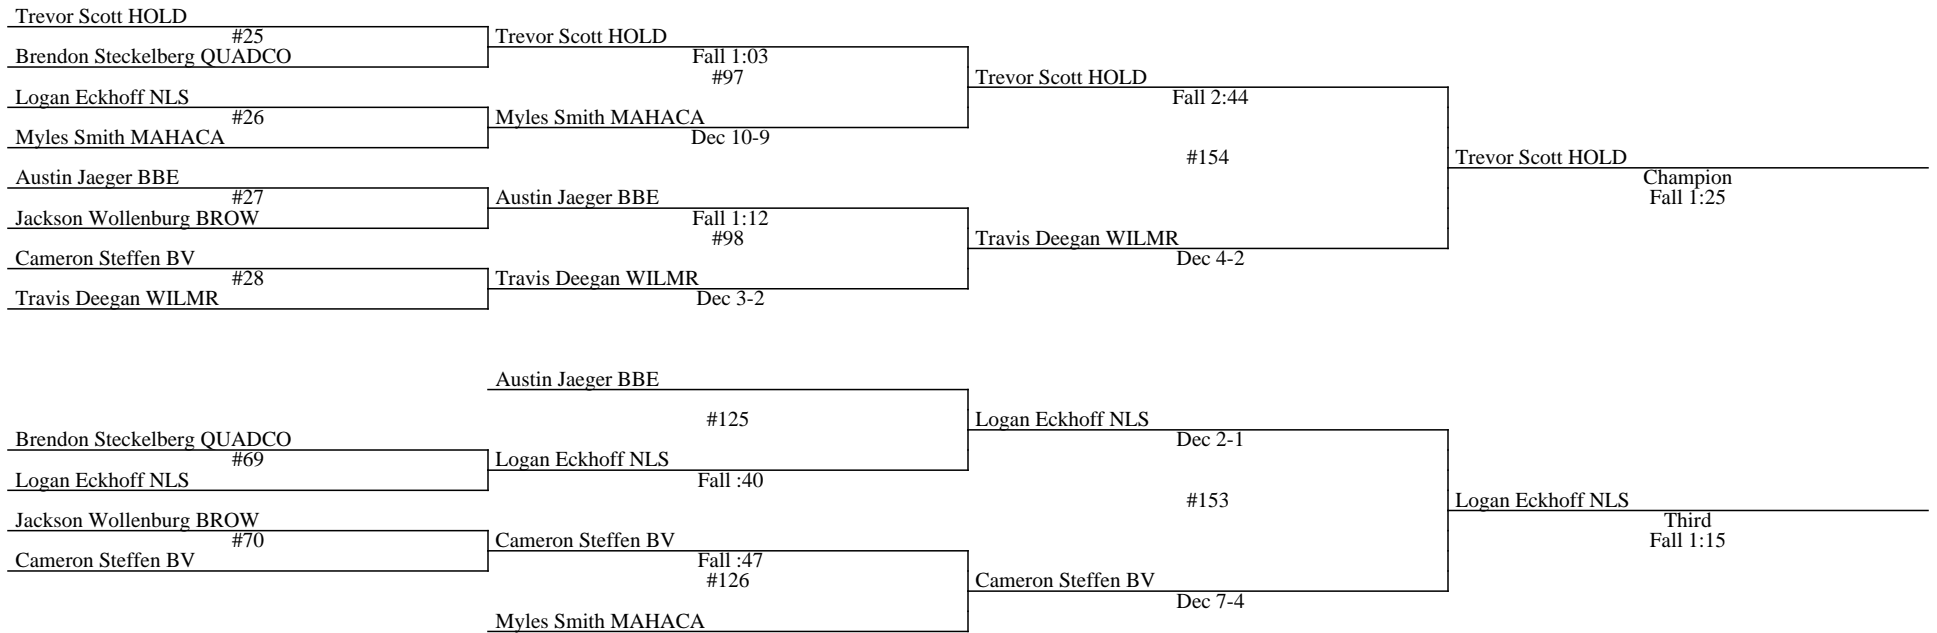 Trevor Scott HOLD
#25
Brendon Steckelberg QUADCO
Logan Eckhoff NLS
#26
Myles Smith MAHACA
Austin Jaeger BBE
#27
Jackson Wollenburg BROW
Cameron Steffen BV
#28
Travis Deegan WILMR
Trevor Scott HOLD
Fall 1:03
#97
Myles Smith MAHACA
Dec 10-9
Austin Jaeger BBE
Fall 1:12
#98
Travis Deegan WILMR
Dec 3-2
Trevor Scott HOLD
Fall 2:44
#154
Travis Deegan WILMR
Dec 4-2
Trevor Scott HOLD
Champion
Fall 1:25
Brendon Steckelberg QUADCO
#69
Logan Eckhoff NLS
Jackson Wollenburg BROW
#70
Cameron Steffen BV
Austin Jaeger BBE
#125
Logan Eckhoff NLS
Fall :40
Cameron Steffen BV
Fall :47
#126
Myles Smith MAHACA
Logan Eckhoff NLS
Dec 2-1
#153
Cameron Steffen BV
Dec 7-4
Logan Eckhoff NLS
Third
Fall 1:15